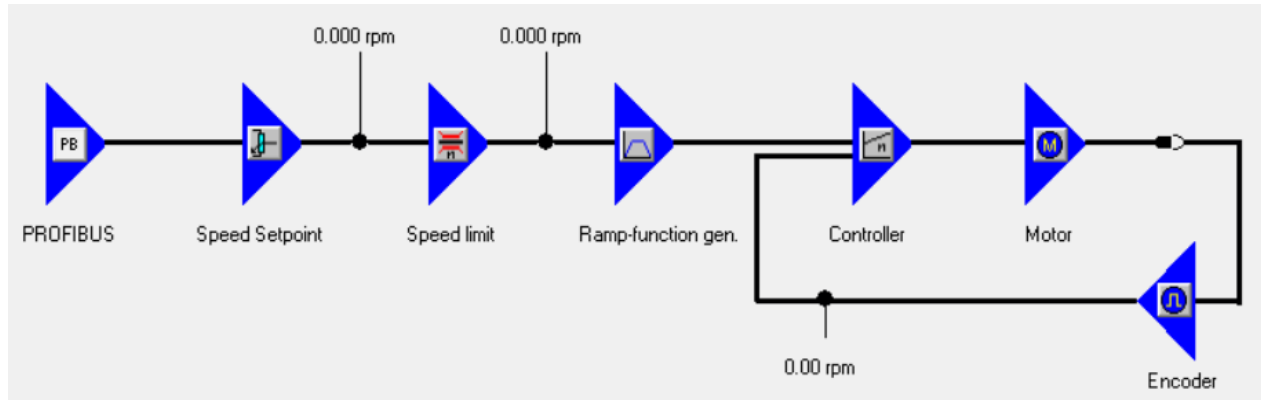 0.000 rpm
0.000 rpm
PB
n
n
M
PROFIBUS
Speed Setpoint
Speed limit
Ramp-function gen.
Controller
Motor
0.00 rpm
Encoder